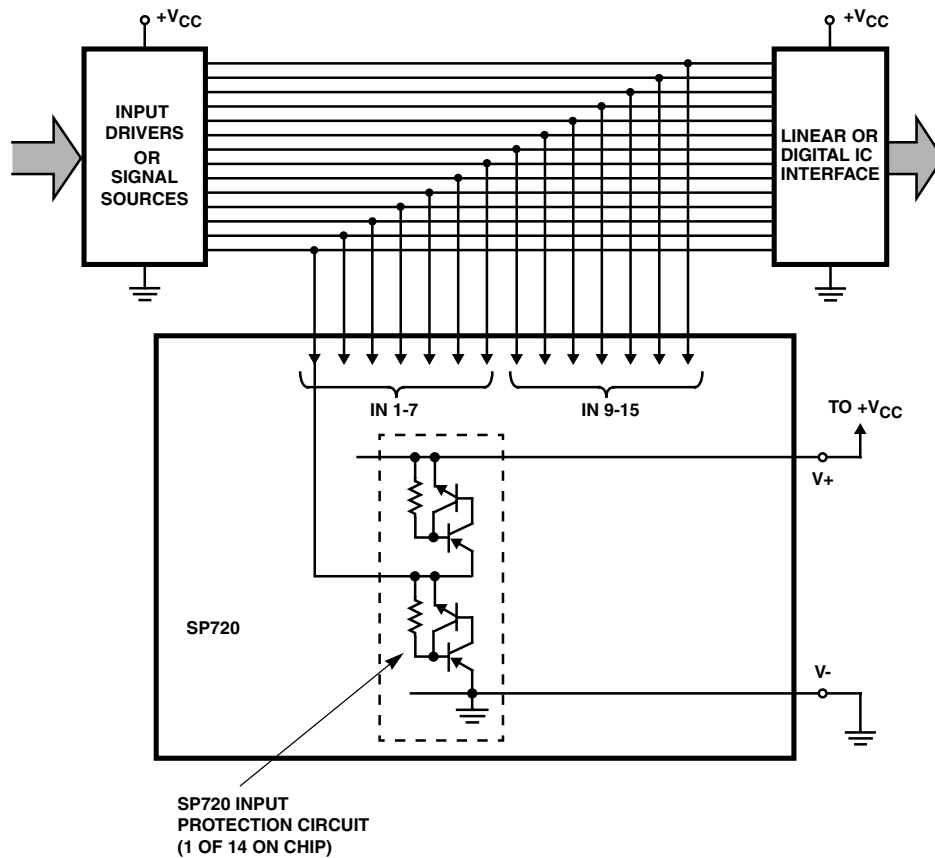 +VCC
+VCC
INPUT
DRIVERS
OR
SIGNAL
SOURCES
LINEAR OR
DIGITAL IC
INTERFACE
IN 1-7
IN 9-15
TO +VCC
V+
SP720
V-
SP720 INPUT
PROTECTION CIRCUIT
(1 OF 14 ON CHIP)